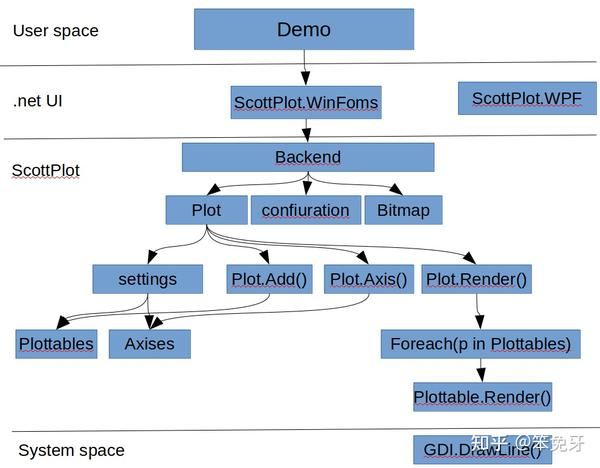 User space
Demo
.net UI
ScottPlot.WinFoms
ScottPlot.WPF
ScottPlot
Backend
Plot
confiuration
Bitmap
settings
Plot.Add()
Plot.Axis()
Plot.Render()
Plottables
Axises
Foreach(p in Plottables)
Plottable.Render()
System space
GDI.DrawLine()
知乎 @笨兔牙